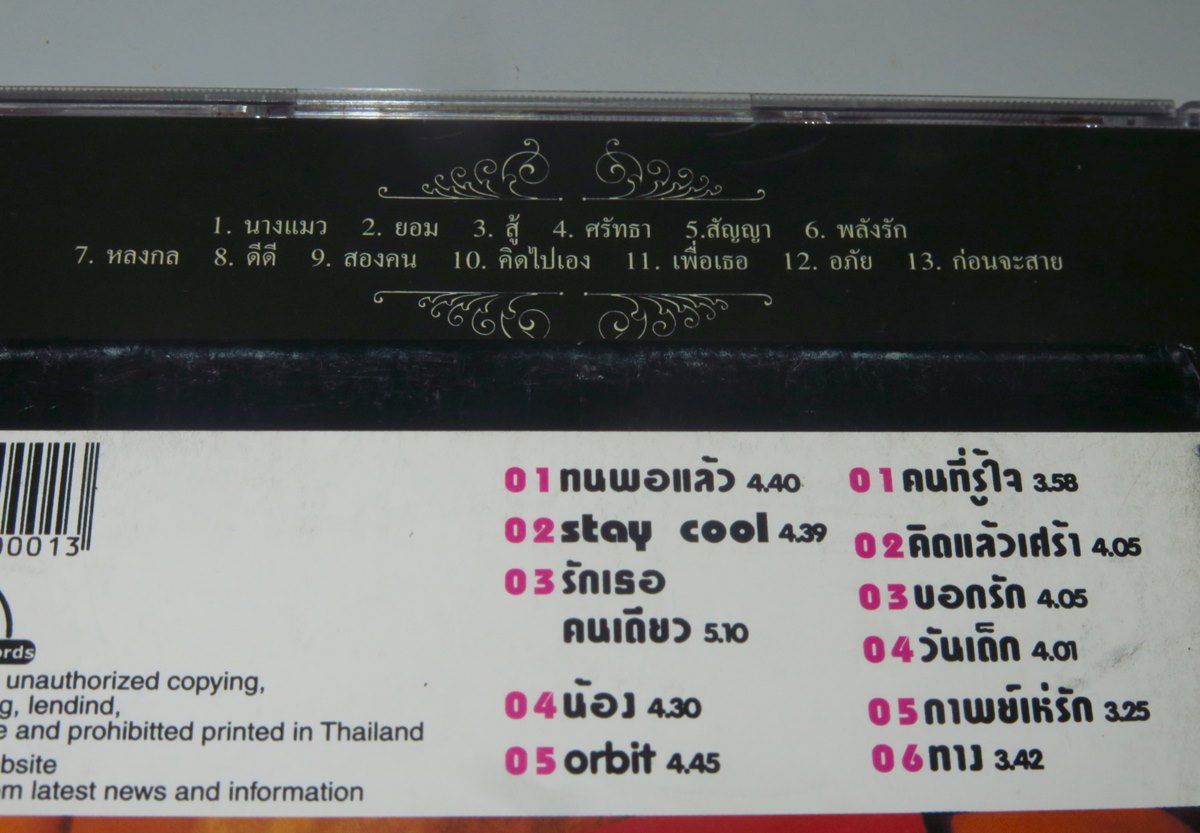 1. นางแมว 2. ยอม 3. สู้ 4. ศรัทธา 5.สัญญา 6. พลังรัก
7. หลงกล 8. ดีดี 9. สองคน 10. คิดไปเอง 11. เพื่อเธอ 12. อภัย 13. ก่อนจะสาย
00013
ords
unauthorized copying,
g, lendind,
e and prohibitted printed in Thailand
bsite
m latest news and information
01 ทนพอแล้ว 4.40
02 stay cool 4.39
03 รักเธอ
คนเดียว 5.10
04 น้อง 4.30
05 orbit 4.45
01 คนที่รู้ใจ 3.58
02 คิดแล้วเศร้า 4.05
03 บอกรัก 4.05
04 วันเด็ก 4.01
05 กาพย์เห่รัก 3.25
06 ทาง 3.42